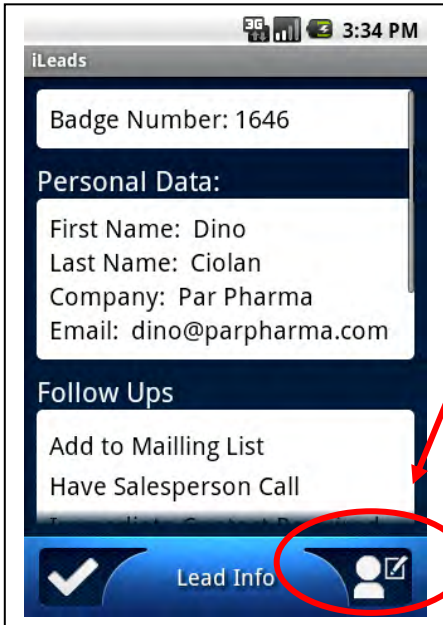 3G 3:34 PM
iLeads
Badge Number: 1646
Personal Data:
First Name: Dino
Last Name: Ciolan
Company: Par Pharma
Email: dino@parpharma.com
Follow Ups
Add to Mailling List
Have Salesperson Call
Lead Info